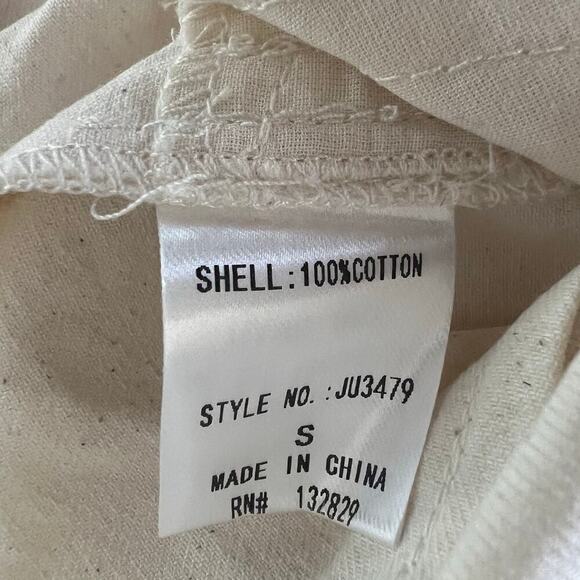 SHELL:100%COTTON
STYLE NO.:JU3479
S
MADE IN CHINA
RN# 132829